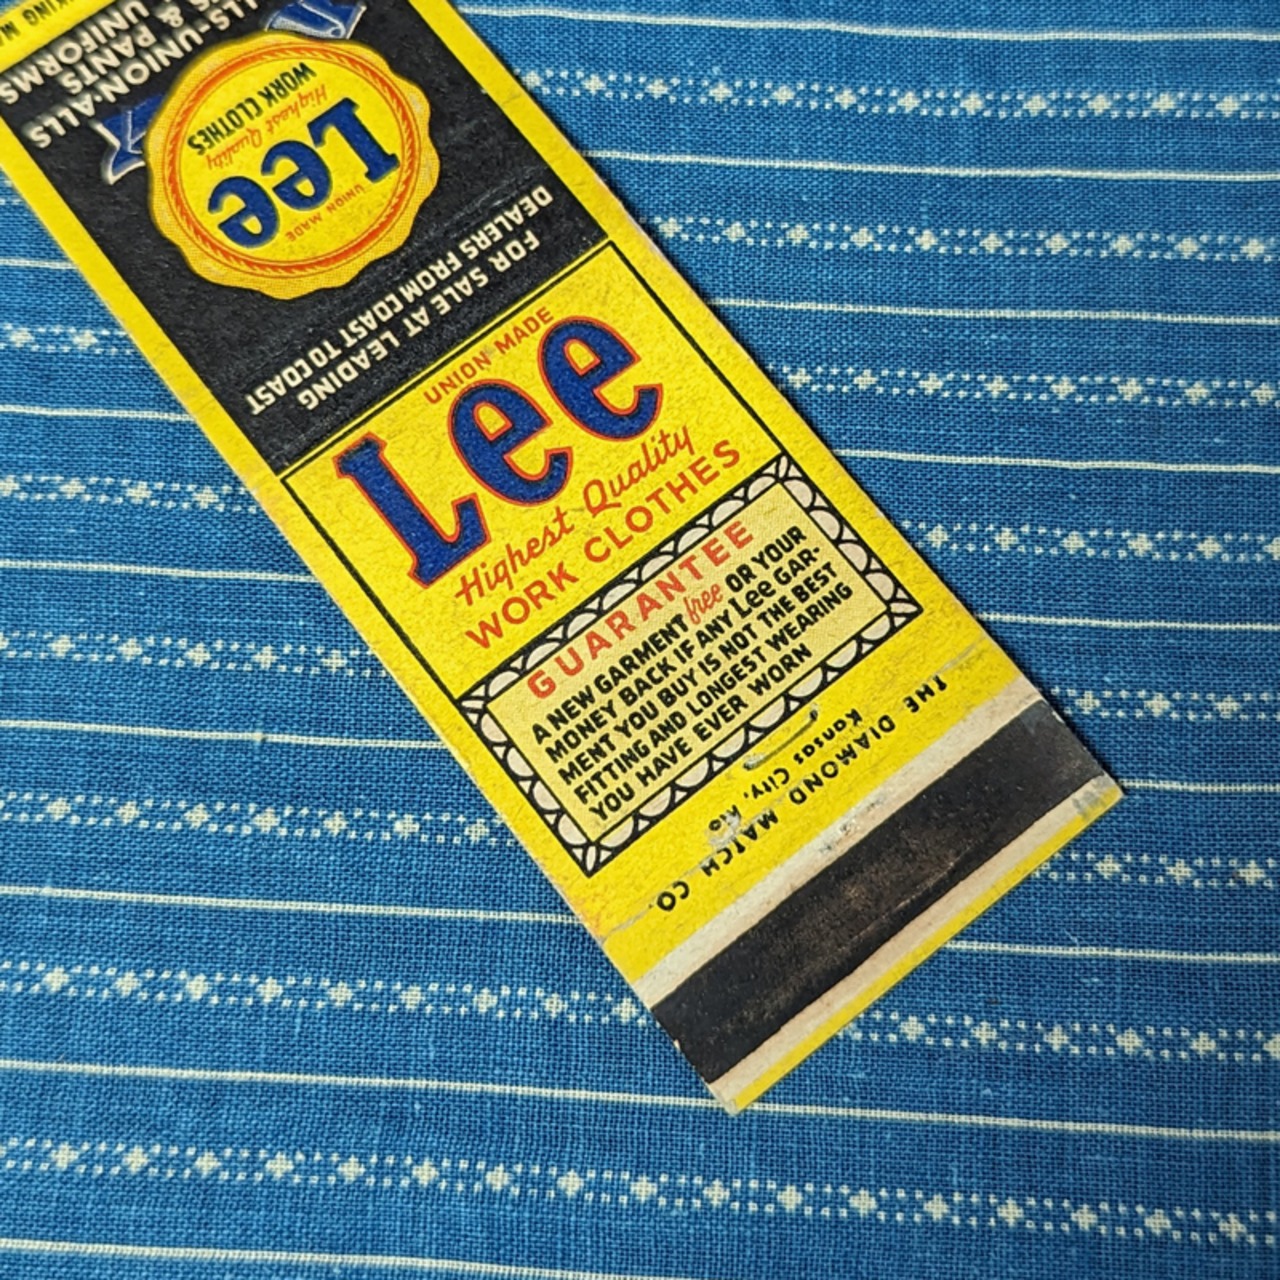 UNION MADE
Lee
Highest Quality
WORK CLOTHES
GUARANTEE
A NEW GARMENT free OR YOUR
MONEY BACK IF ANY Lee GAR-
MENT YOU BUY IS NOT THE BEST
FITTING AND LONGEST WEARING
YOU HAVE EVER WORN
THE DIAMOND MATCH CO
Kansas City, Mo
FOR SALE AT LEADING
DEALERS FROM COAST TO COAST
UNION MADE
Lee
Highest Quality
WORK CLOTHES
LLS-UNION-ALLS
PANTS
& UNIFORMS